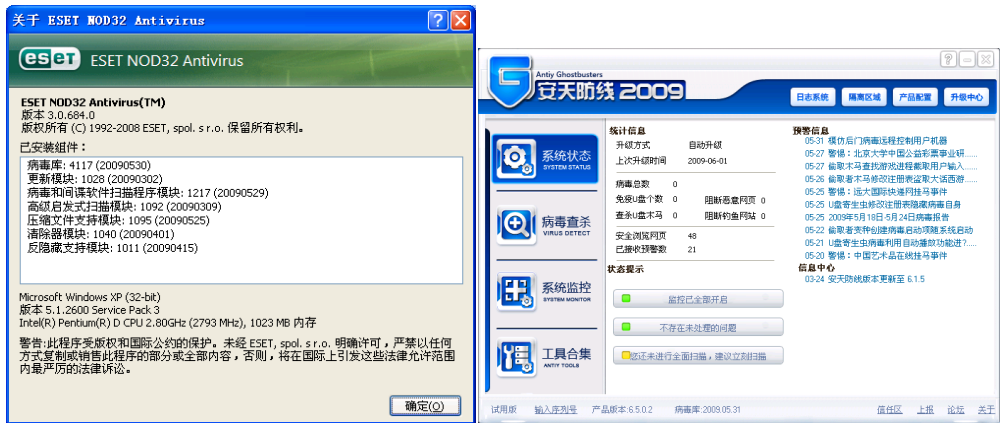 关于 ESET NOD32 Antivirus
eset ESET NOD32 Antivirus
ESET NOD32 Antivirus(TM)
版本 3.0.684.0
版权所有 (C) 1992-2008 ESET, spol. s r.o. 保留所有权利。
已安装组件：
病毒库: 4117 (20090530)
更新模块: 1028 (20090302)
病毒和间谍软件扫描程序模块: 1217 (20090529)
高级启发式扫描模块: 1092 (20090309)
压缩文件支持模块: 1095 (20090525)
清除器模块: 1040 (20090401)
反隐藏支持模块: 1011 (20090415)
Microsoft Windows XP (32-bit)
版本 5.1.2600 Service Pack 3
Intel(R) Pentium(R) D CPU 2.80GHz (2793 MHz), 1023 MB 内存
警告:此程序受版权和国际公约的保护。未经 ESET, spol. s r.o. 明确许可，严禁以任何
方式复制或销售此程序的部分或全部内容，否则，将在国际上引发这些法律允许范围
内最严厉的法律诉讼。
确定(O)
Antiy Ghostbusters
安天防线 2009
日志系统 隔离区域 产品配置 升级中心
系统状态
SYSTEM STATUS
病毒查杀
VIRUS DETECT
系统监控
SYSTEM MONITOR
工具合集
ANTIY TOOLS
统计信息
升级方式 自动升级
上次升级时间 2009-06-01
病毒总数 0
免疫U盘个数 0 阻断恶意网页 0
查杀U盘木马 0 阻断钓鱼网站 0
安全浏览网页 48
已接收预警数 21
状态提示
监控已全部开启
不存在未处理的问题
您还未进行全面扫描，建议立刻扫描
预警信息
05-31 模仿后门病毒远程控制用户机器
05-27 警惕：北京大学中国公益彩票事业研......
05-27 偷取木马查找游戏进程截取用户输入......
05-26 偷取者木马修改注册表盗取大话西游......
05-25 警惕：远大国际快递网挂马事件
05-25 U盘寄生虫修改注册表隐藏病毒自身
05-25 2009年5月18日-5月24日病毒报告
05-22 偷取者变种创建病毒启动项随系统启动
05-21 U盘寄生病毒利用自动播放功能进?......
05-20 警惕：中国艺术品在线挂马事件
信息中心
03-24 安天防线版本更新至 6.1.5
试用版 输入序列号 产品版本:6.5.0.2 病毒库:2009.05.31 信任区 上报 论坛 关于